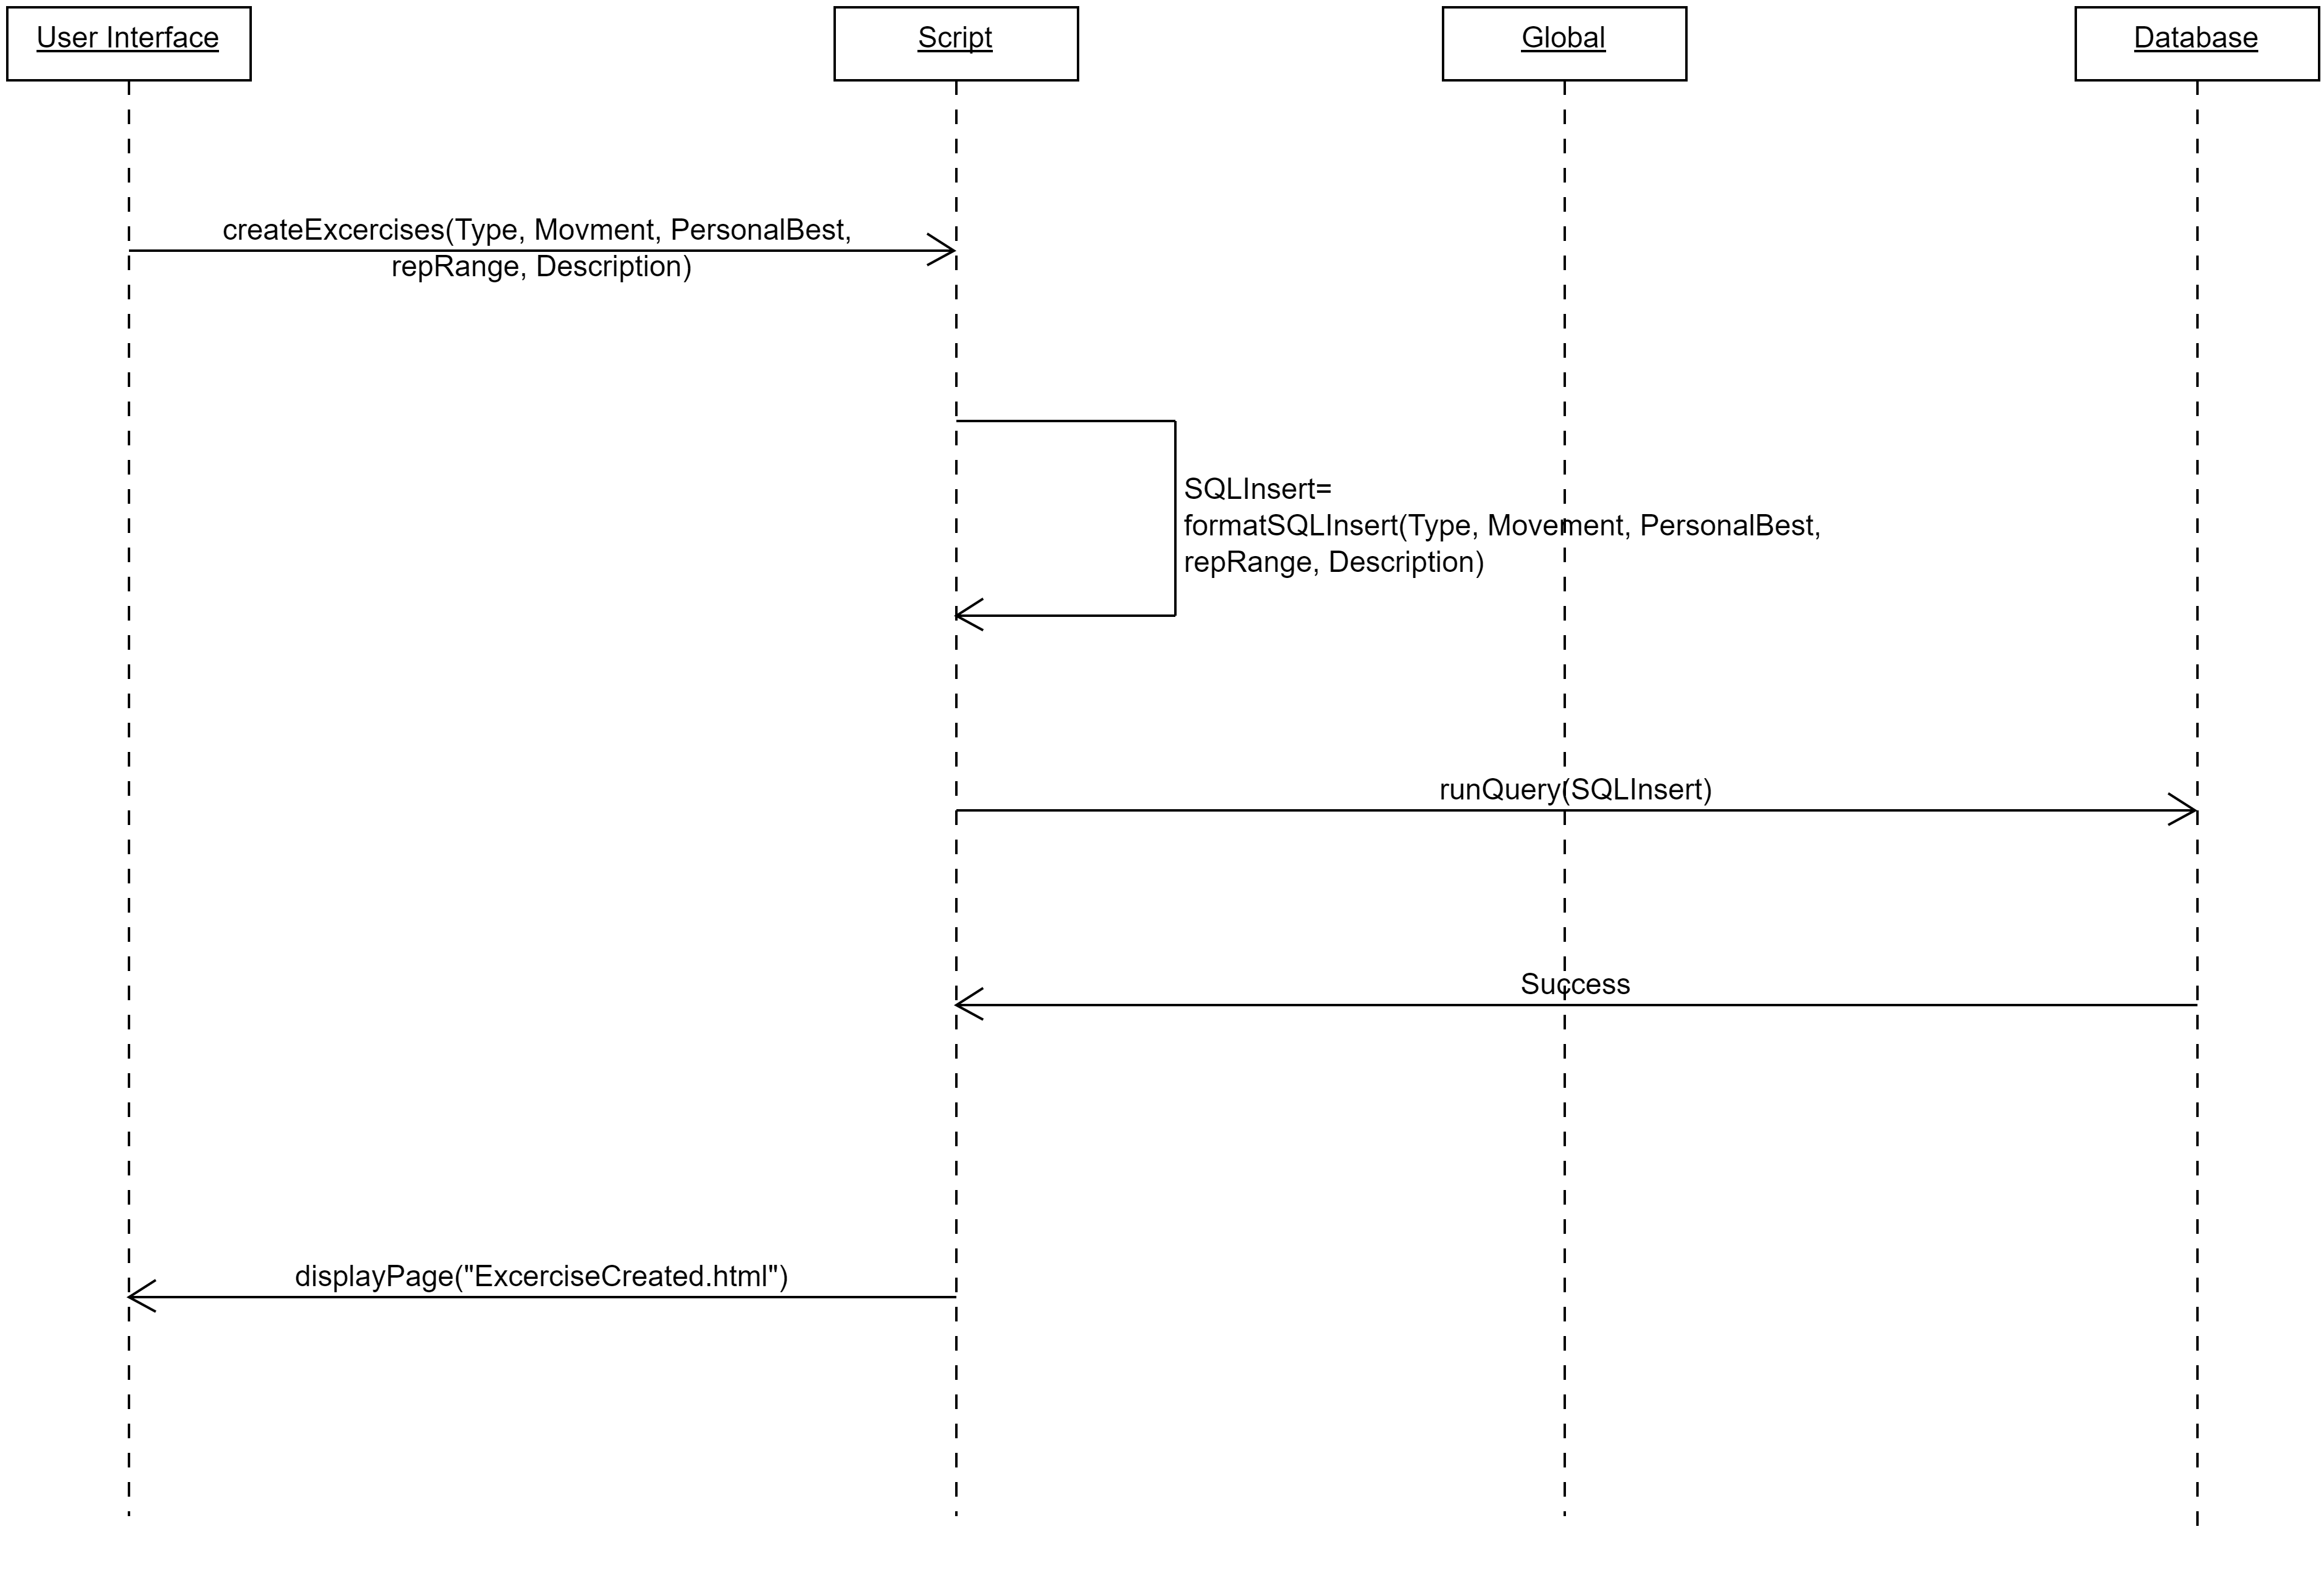 User Interface
Script
Global
Database
createExcercises(Type, Movment, PersonalBest,
repRange, Description)
SQLInsert=
formatSQLInsert(Type, Movement, PersonalBest,
repRange, Description)
runQuery(SQLInsert)
Success
displayPage("ExcerciseCreated.html")